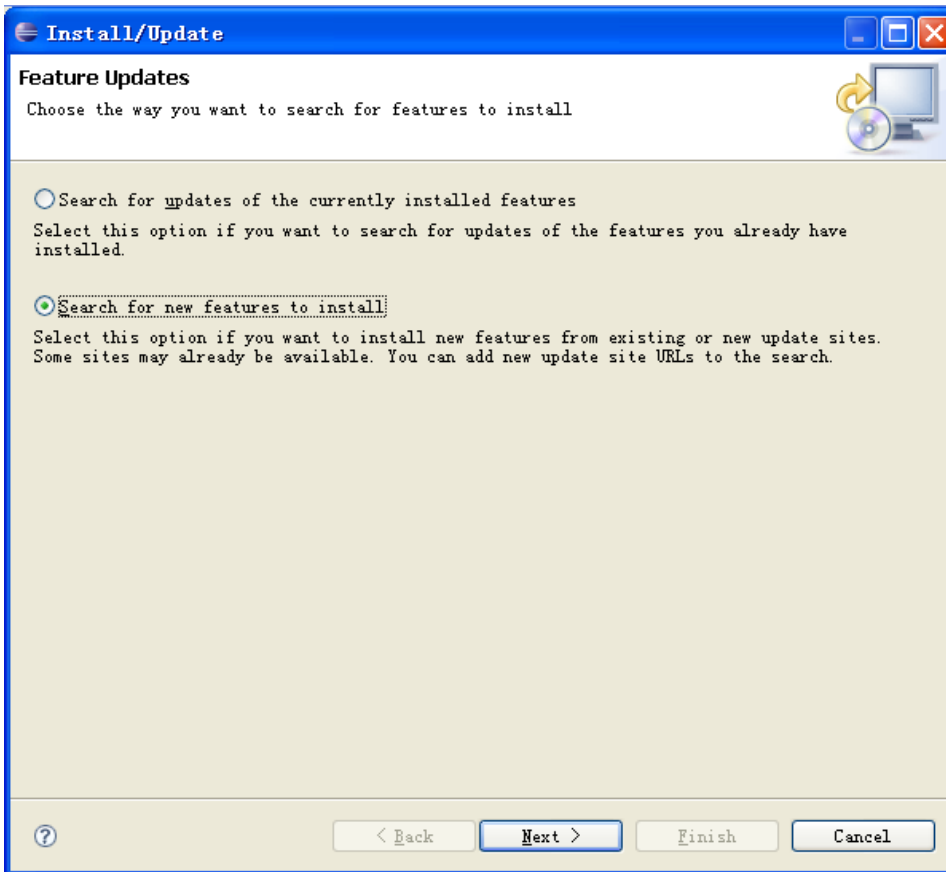 Install/Update
Feature Updates
Choose the way you want to search for features to install
Search for updates of the currently installed features
Select this option if you want to search for updates of the features you already have
installed.
Search for new features to install
Select this option if you want to install new features from existing or new update sites.
Some sites may already be available. You can add new update site URLs to the search.
?
< Back
Next >
Finish
Cancel